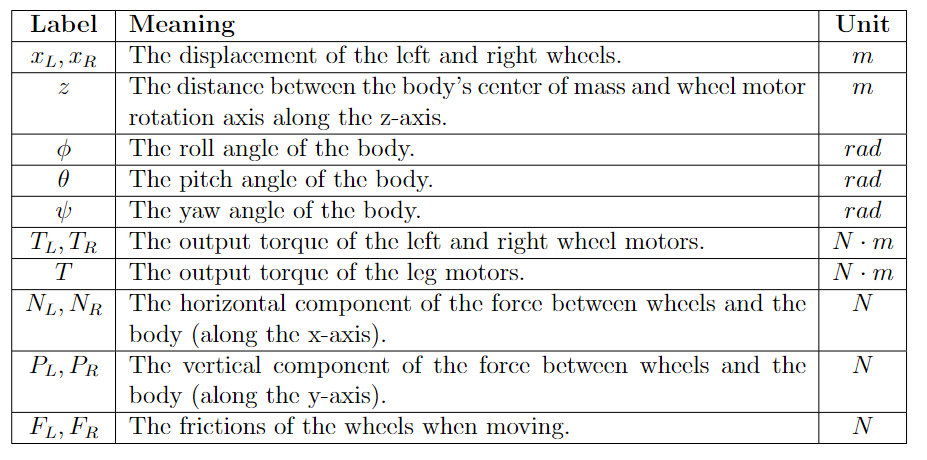 Label Meaning Unit
x_L, x_R The displacement of the left and right wheels. m
z The distance between the body's center of mass and wheel motor m
rotation axis along the z-axis.
ϕ The roll angle of the body. rad
θ The pitch angle of the body. rad
ψ The yaw angle of the body. rad
T_L, T_R The output torque of the left and right wheel motors. N · m
T The output torque of the leg motors. N · m
N_L, N_R The horizontal component of the force between wheels and the N
body (along the x-axis).
P_L, P_R The vertical component of the force between wheels and the N
body (along the y-axis).
F_L, F_R The frictions of the wheels when moving. N